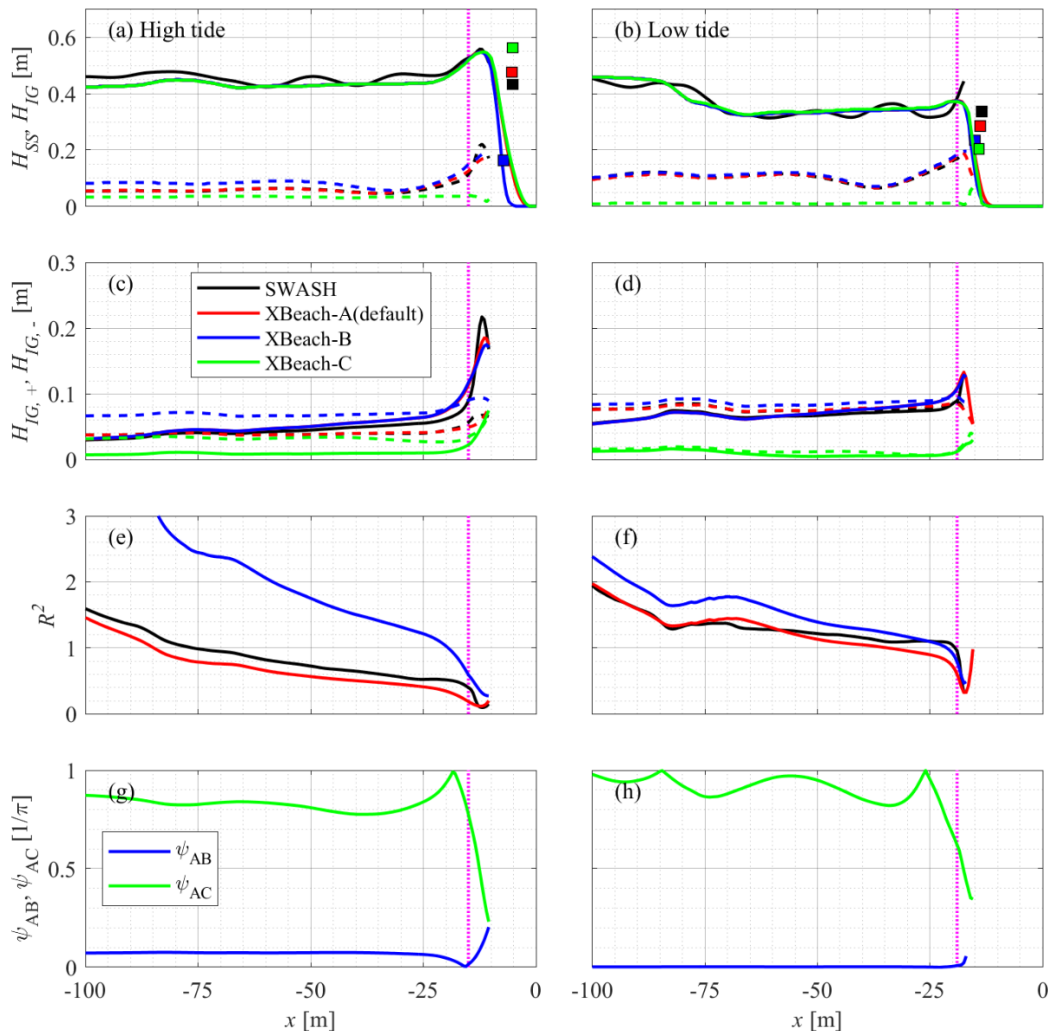 (a) High tide
(b) Low tide
H_SS, H_IG [m]
0.6
0.4
0.2
0
(c)
(d)
SWASH
XBeach-A(default)
XBeach-B
XBeach-C
H_IG, +, H_IG, - [m]
0.3
0.2
0.1
0
(e)
(f)
R^2
3
2
1
0
(g)
(h)
ψ_AB
ψ_AC
ψ_AB, ψ_AC [1/π]
1
0.5
0
-100 -75 -50 -25 0
-100 -75 -50 -25 0
x [m]
x [m]